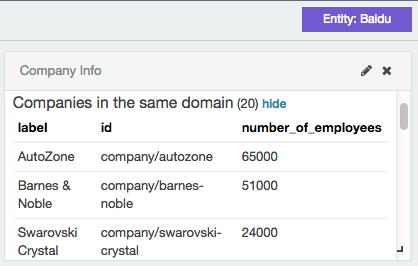 Entity: Baidu
Company Info
Companies in the same domain (20) hide
label id number_of_employees
AutoZone company/autozone 65000
Barnes & company/barnes- 51000
Noble noble
Swarovski company/swarovski- 24000
Crystal crystal